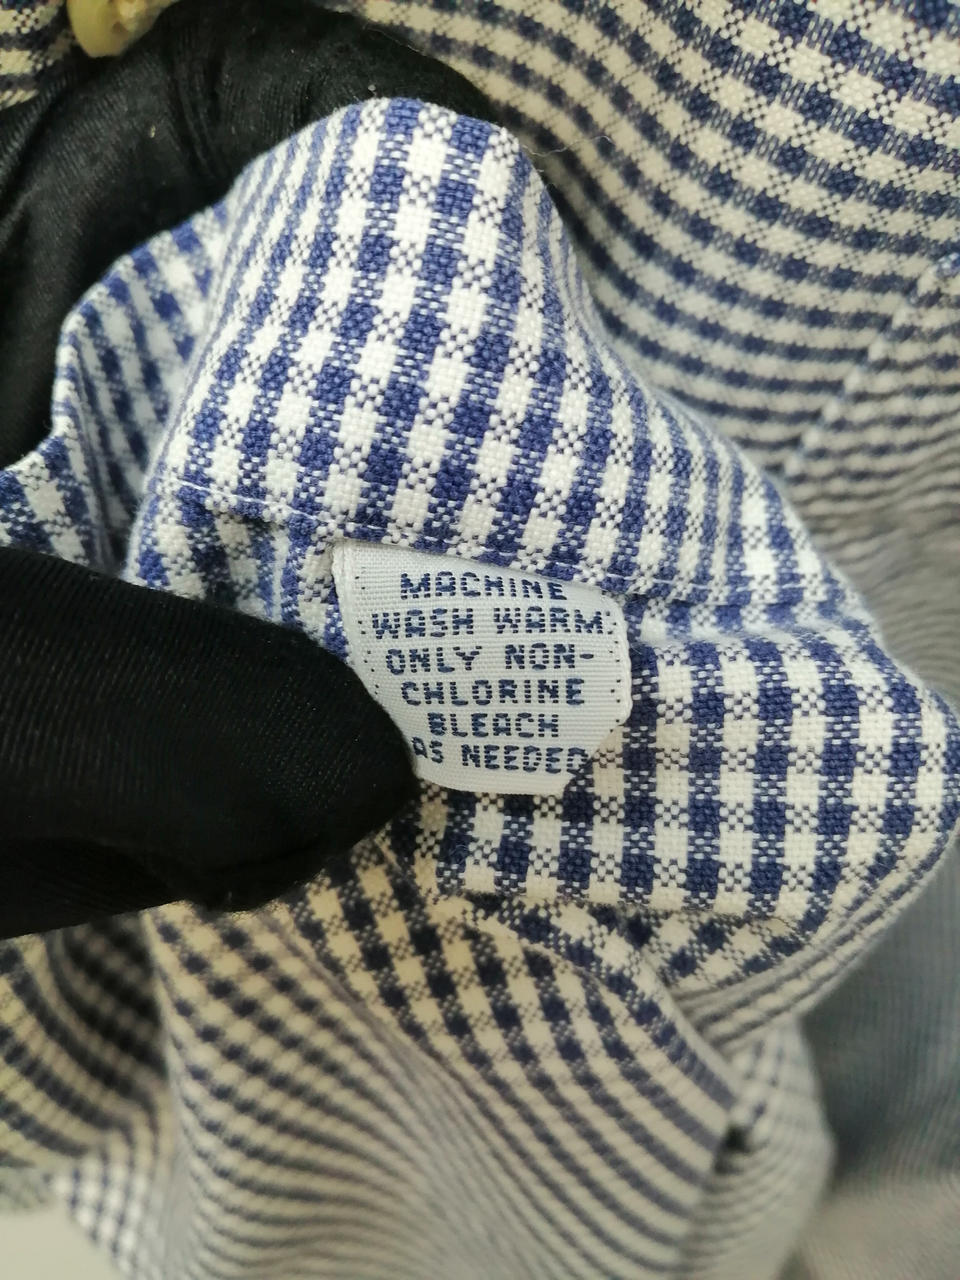 MACHINE
WASH WARM
ONLY NON-
CHLORINE
BLEACH
AS NEEDED